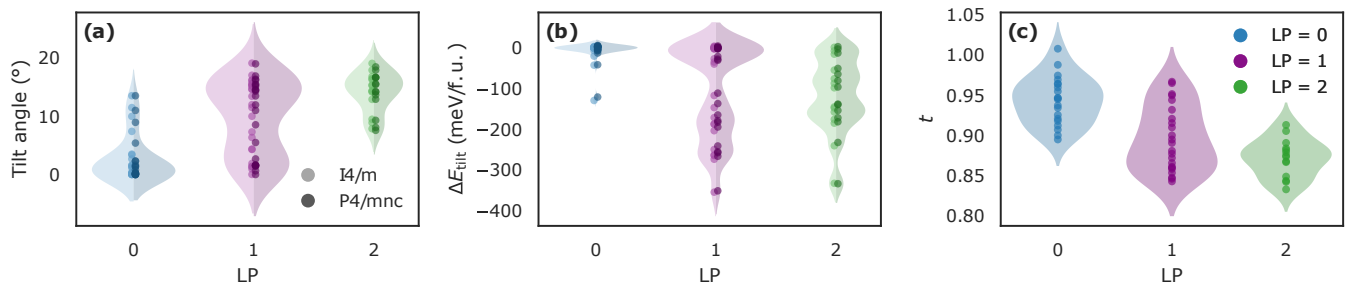 (a)
Tilt angle (°)
20
10
0
I4/m
P4/mnc
0 1 2
LP
(b)
ΔE_tilt (meV/f. u.)
0
−100
−200
−300
−400
0 1 2
LP
(c)
t
1.05
1.00
0.95
0.90
0.85
0.80
LP = 0
LP = 1
LP = 2
0 1 2
LP